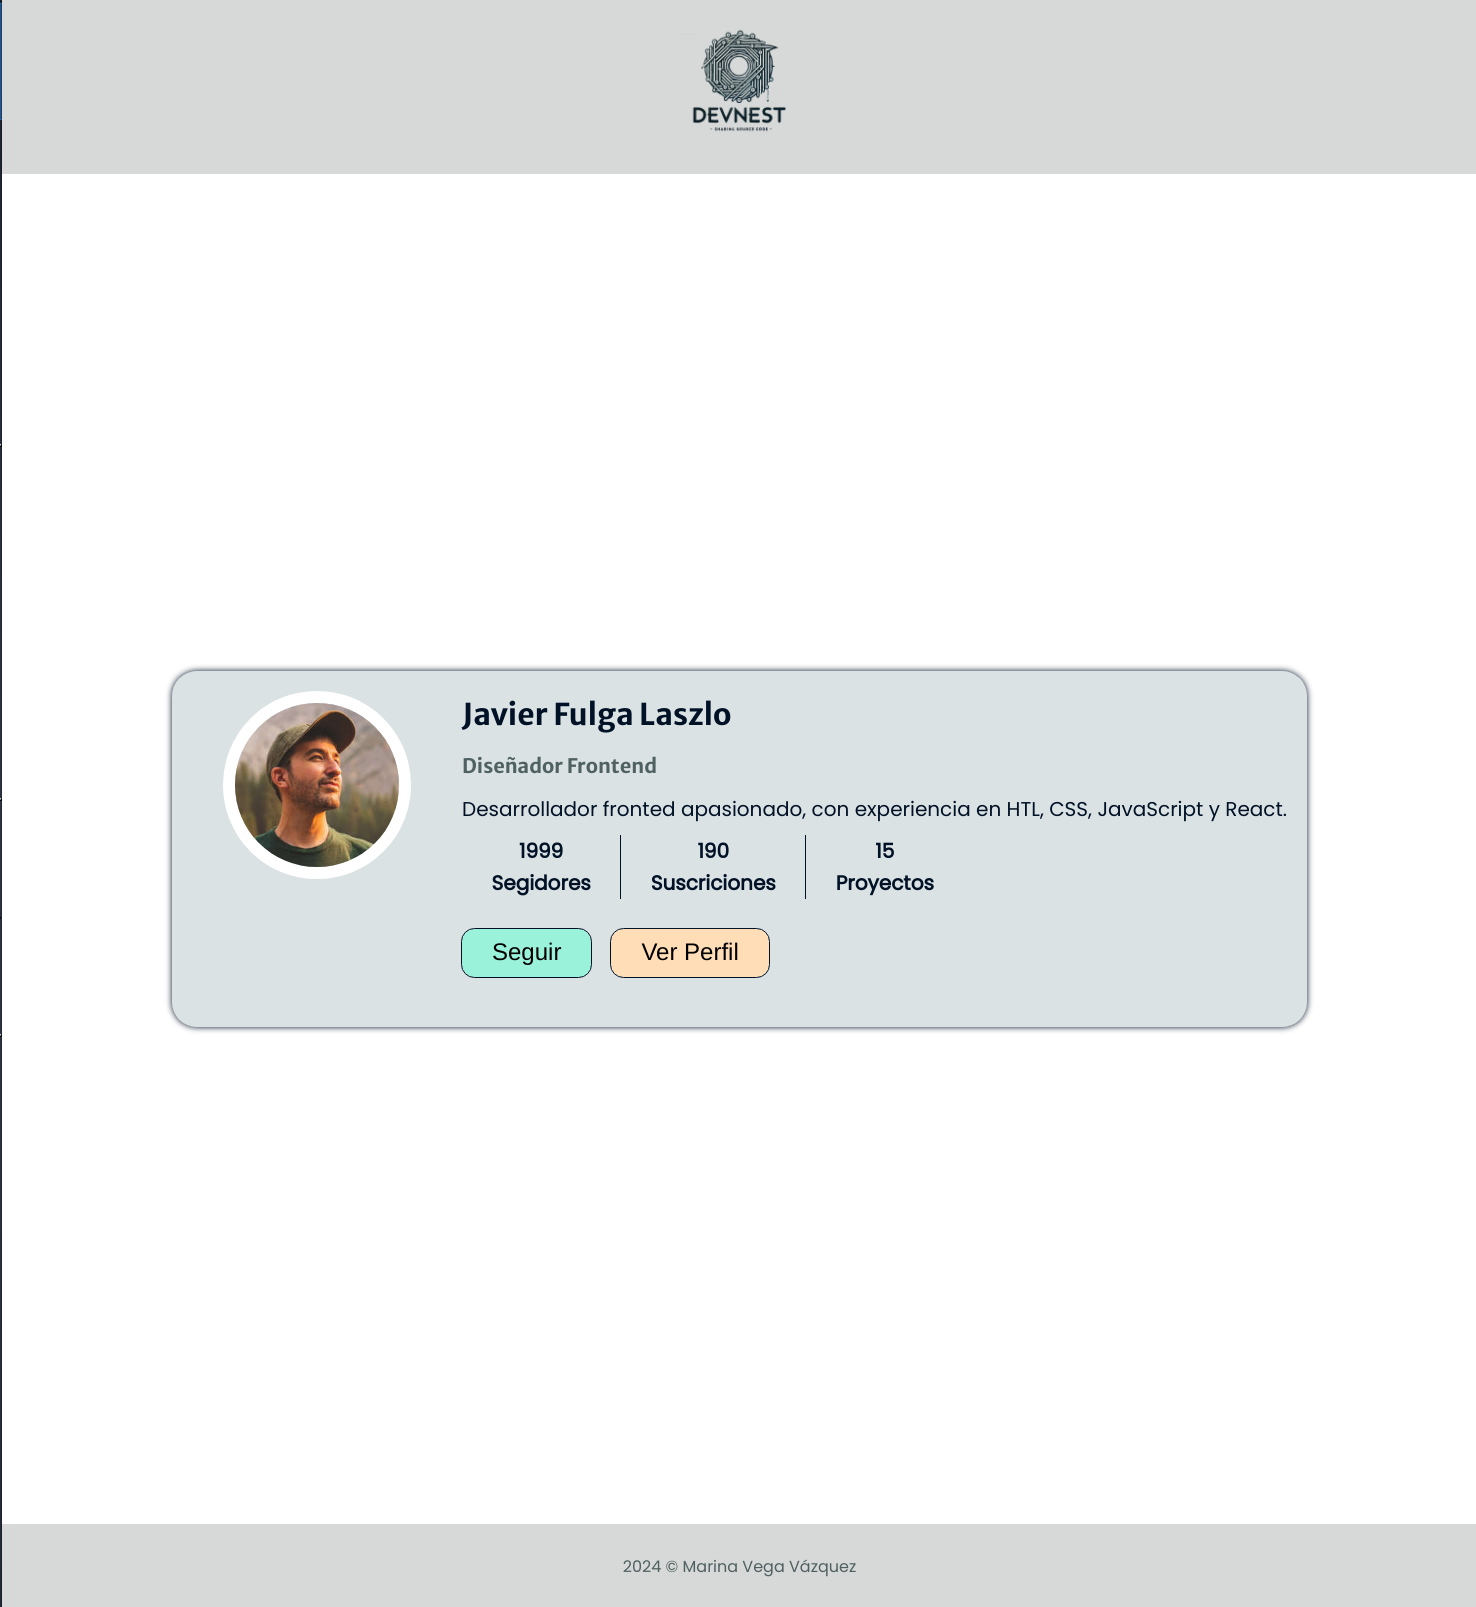 DEVNEST
- SHARING SOURCE CODE -
Javier Fulga Laszlo
Diseñador Frontend
Desarrollador fronted apasionado, con experiencia en HTL, CSS, JavaScript y React.
1999 190 15
Segidores Suscriciones Proyectos
Seguir Ver Perfil
2024 © Marina Vega Vázquez